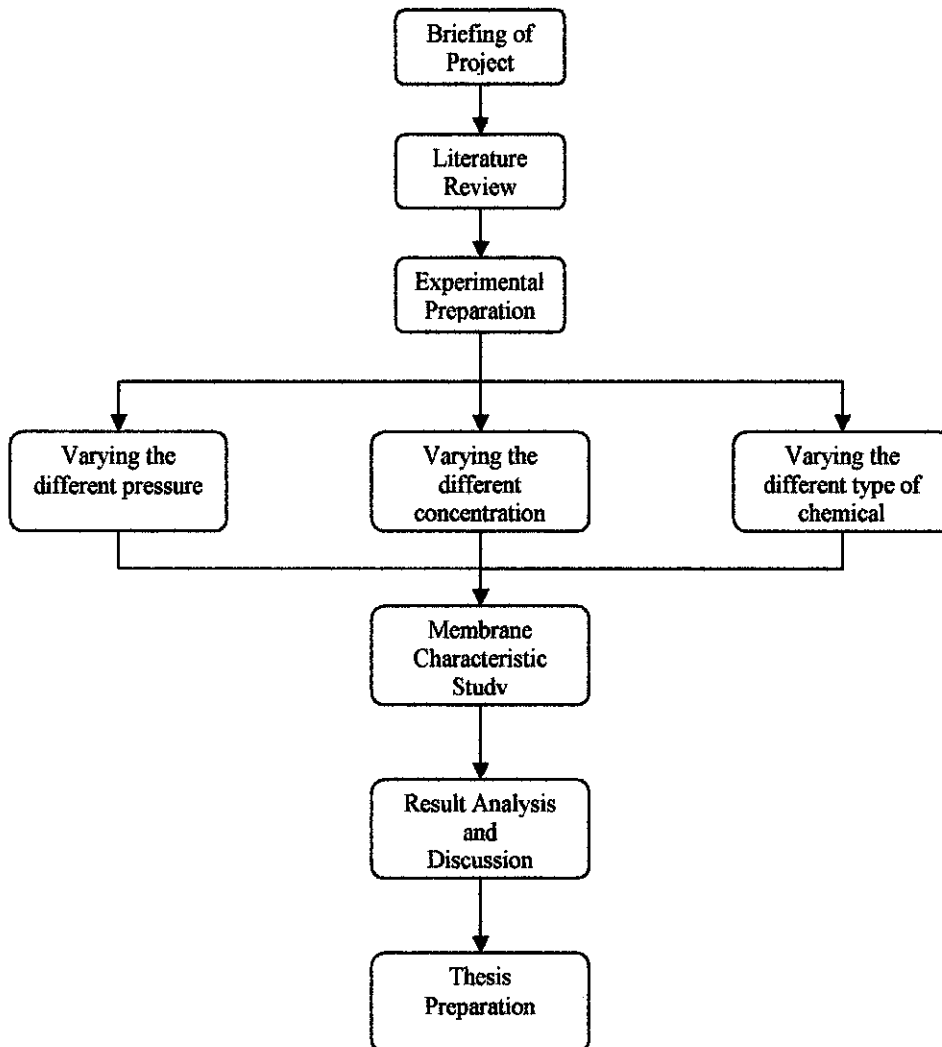 Briefing of
Project
Literature
Review
Experimental
Preparation
Varying the
different pressure
Varying the
different
concentration
Varying the
different type of
chemical
Membrane
Characteristic
Study
Result Analysis
and
Discussion
Thesis
Preparation